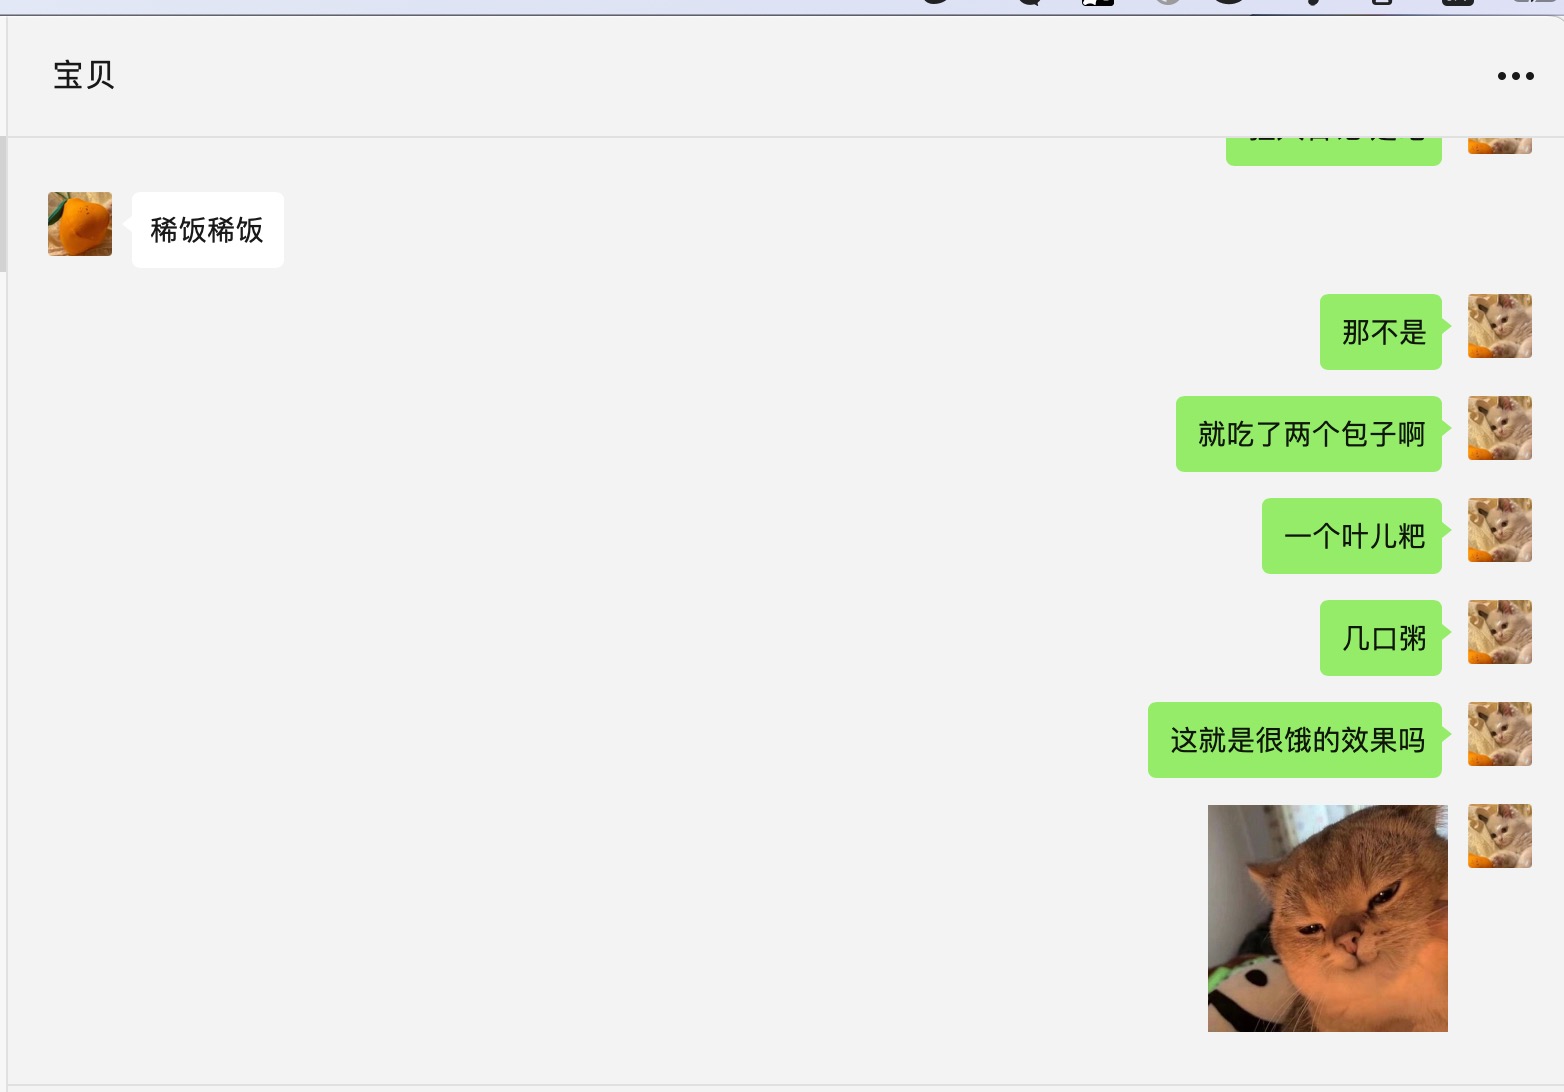 宝贝
稀饭稀饭
那不是
就吃了两个包子啊
一个叶儿粑
几口粥
这就是很饿的效果吗